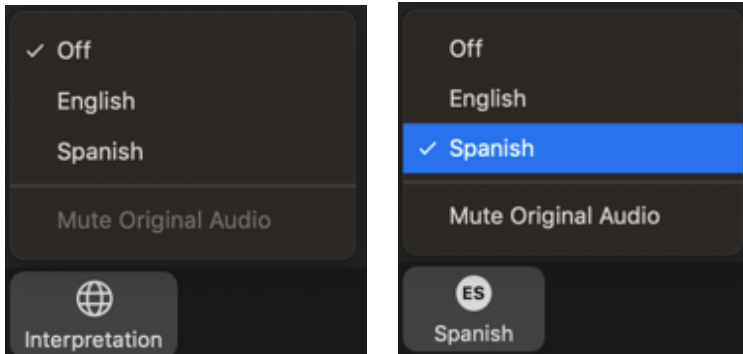 Off
English
Spanish
Mute Original Audio
Interpretation
Off
English
Spanish
Mute Original Audio
ES
Spanish